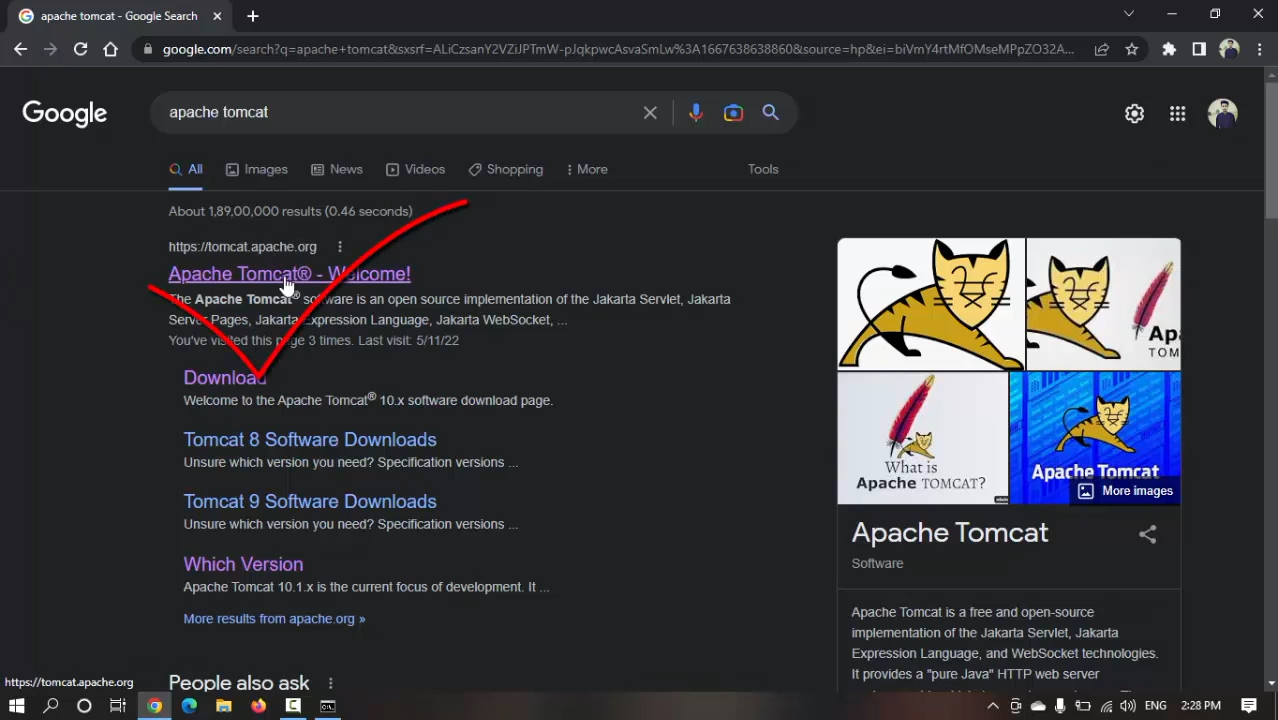 apache tomcat - Google Search
google.com/search?q=apache+tomcat&sxsrf=ALiCzsanY2VZiJPTmW-pJqkpwcAsvaSmLw%3A1667638638860&source=hp&ei=biVmY4rtMfOMseMPpZO32A...
Google
apache tomcat
All
Images
News
Videos
Shopping
More
Tools
About 1,89,00,000 results (0.46 seconds)
https://tomcat.apache.org
Apache Tomcat® - Welcome!
The Apache Tomcat® software is an open source implementation of the Jakarta Servlet, Jakarta
Server Pages, Jakarta Expression Language, Jakarta WebSocket, ...
You've visited this page 3 times. Last visit: 5/11/22
Download
Welcome to the Apache Tomcat® 10.x software download page.
Tomcat 8 Software Downloads
Unsure which version you need? Specification versions ...
Tomcat 9 Software Downloads
Unsure which version you need? Specification versions ...
Which Version
Apache Tomcat 10.1.x is the current focus of development. It ...
More results from apache.org »
People also ask
Ap
TOM
What is
Apache TOMCAT?
Apache Tomcat
More images
Apache Tomcat
Software
Apache Tomcat is a free and open-source
implementation of the Jakarta Servlet, Jakarta
Expression Language, and WebSocket technologies.
It provides a "pure Java" HTTP web server
https://tomcat.apache.org
ENG
2:28 PM